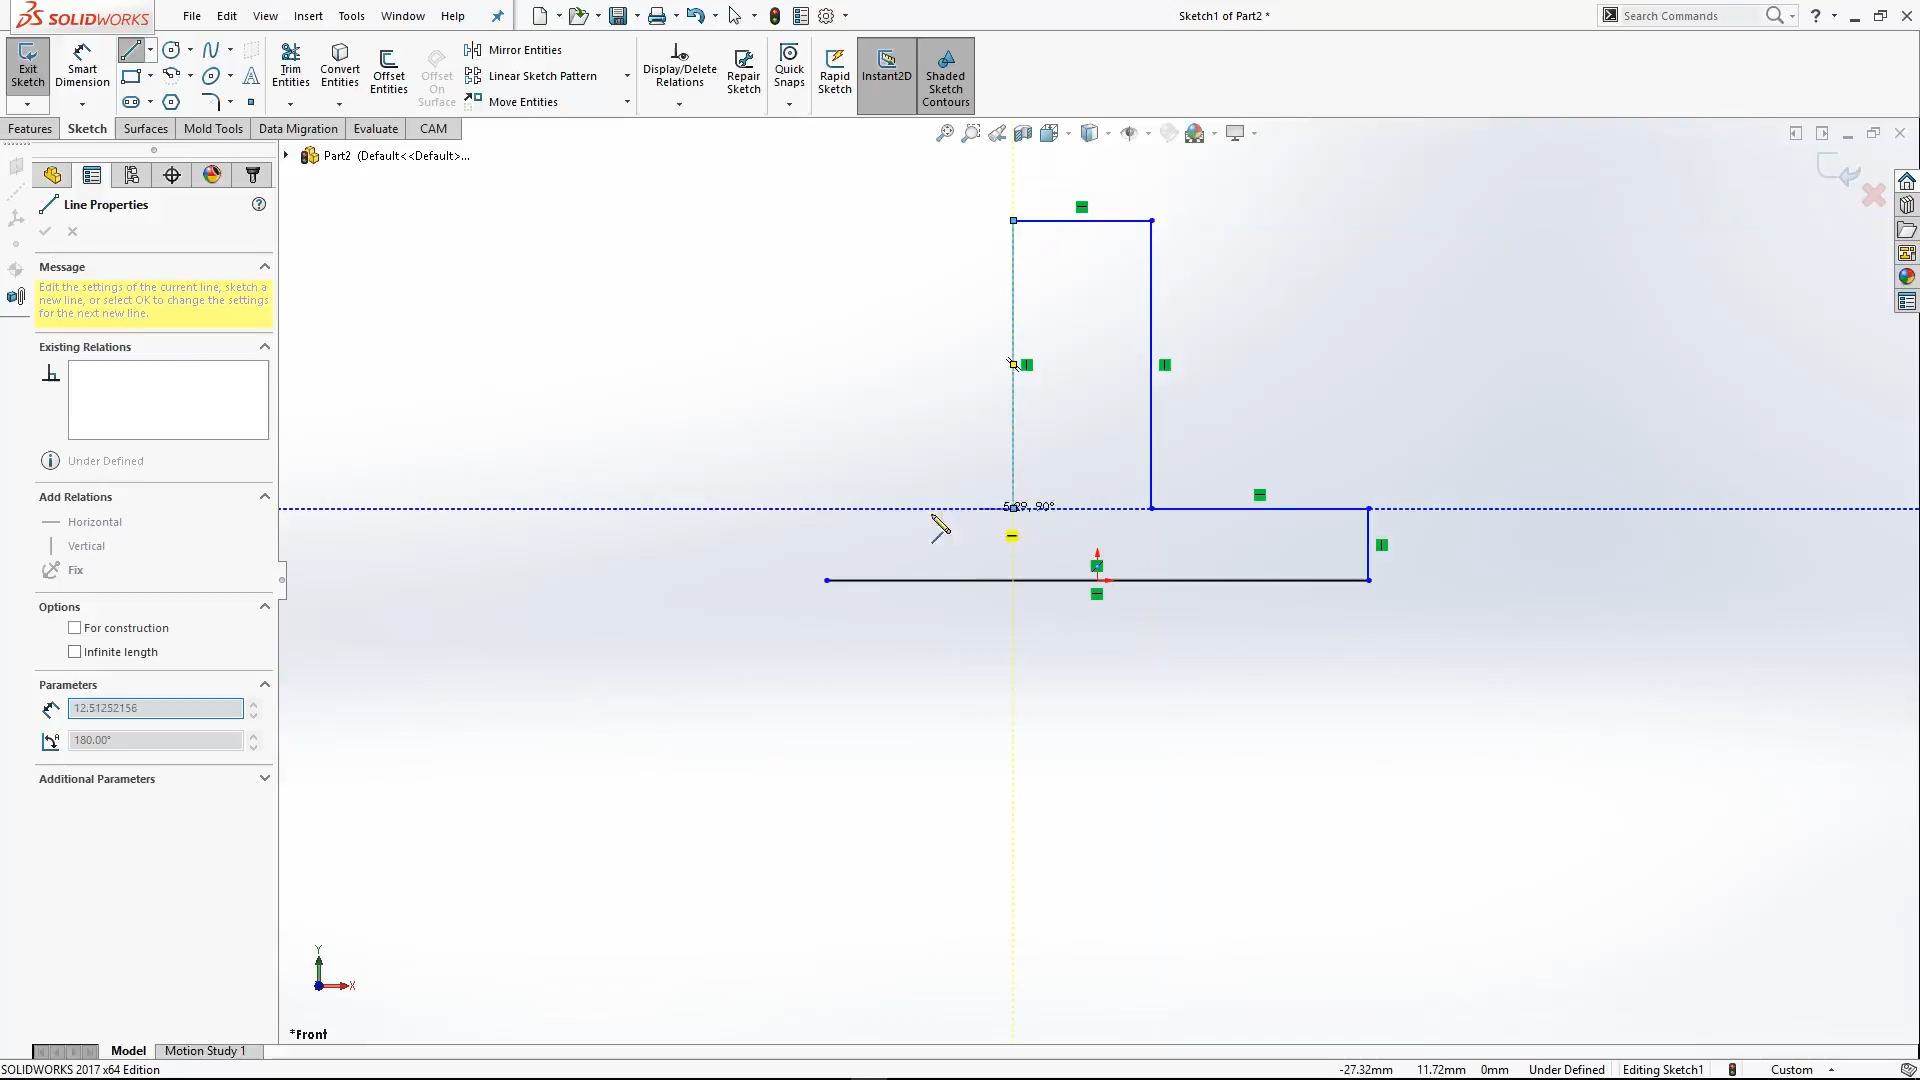 SOLIDWORKS
File Edit View Insert Tools Window Help
Sketch1 of Part2 *
Search Commands
Exit Sketch
Smart Dimension
Trim Entities
Convert Entities
Offset Entities
Offset On Surface
Mirror Entities
Linear Sketch Pattern
Move Entities
Display/Delete Relations
Repair Sketch
Quick Snaps
Rapid Sketch
Instant2D
Shaded Sketch Contours
Features Sketch Surfaces Mold Tools Data Migration Evaluate CAM
Part2 (Default<<Default>...
Line Properties
Message
Edit the settings of the current line, sketch a
new line, or select OK to change the settings
for the next new line.
Existing Relations
Under Defined
Add Relations
Horizontal
Vertical
Fix
Options
For construction
Infinite length
Parameters
12.51252156
180.00°
Additional Parameters
90°
Y
X
*Front
Model Motion Study 1
SOLIDWORKS 2017 x64 Edition
-27.32mm 11.72mm 0mm Under Defined Editing Sketch1 Custom